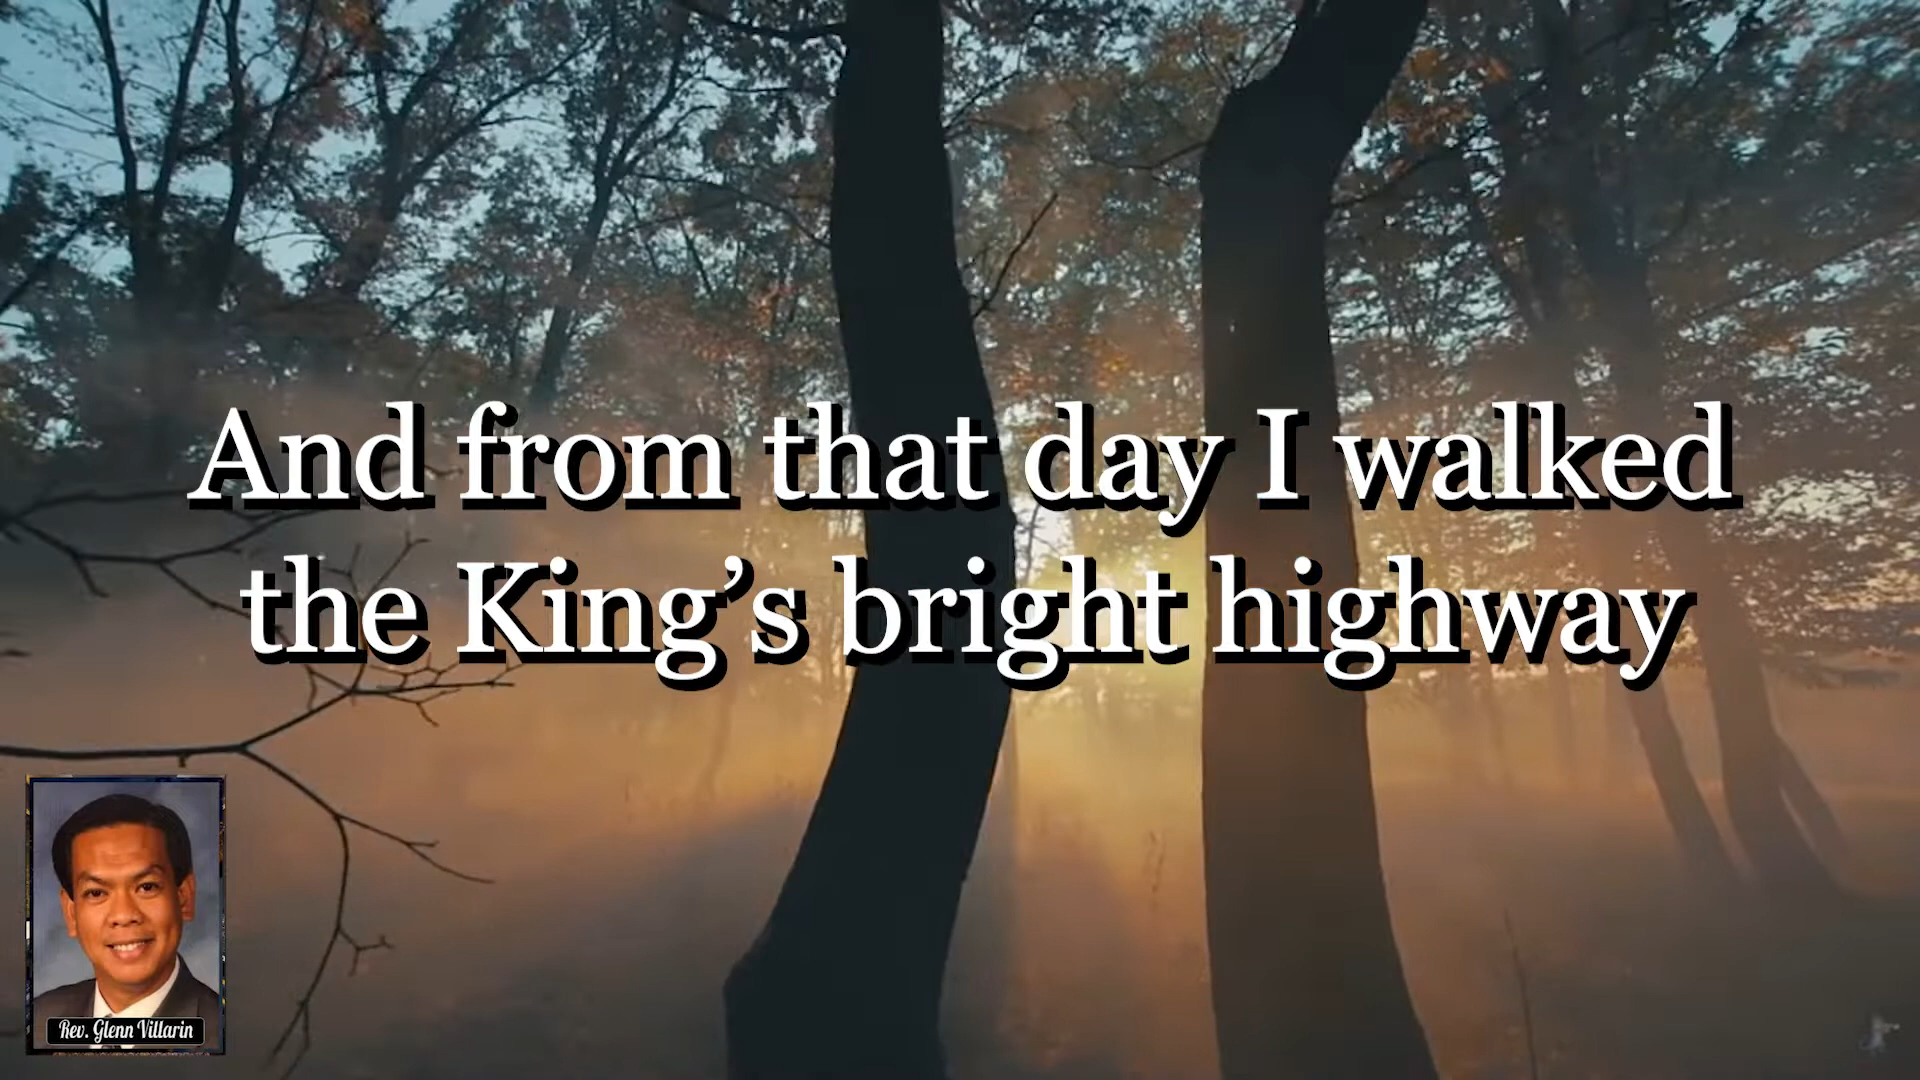 And from that day I walked
the King’s bright highway
Rev. Glenn Villarin